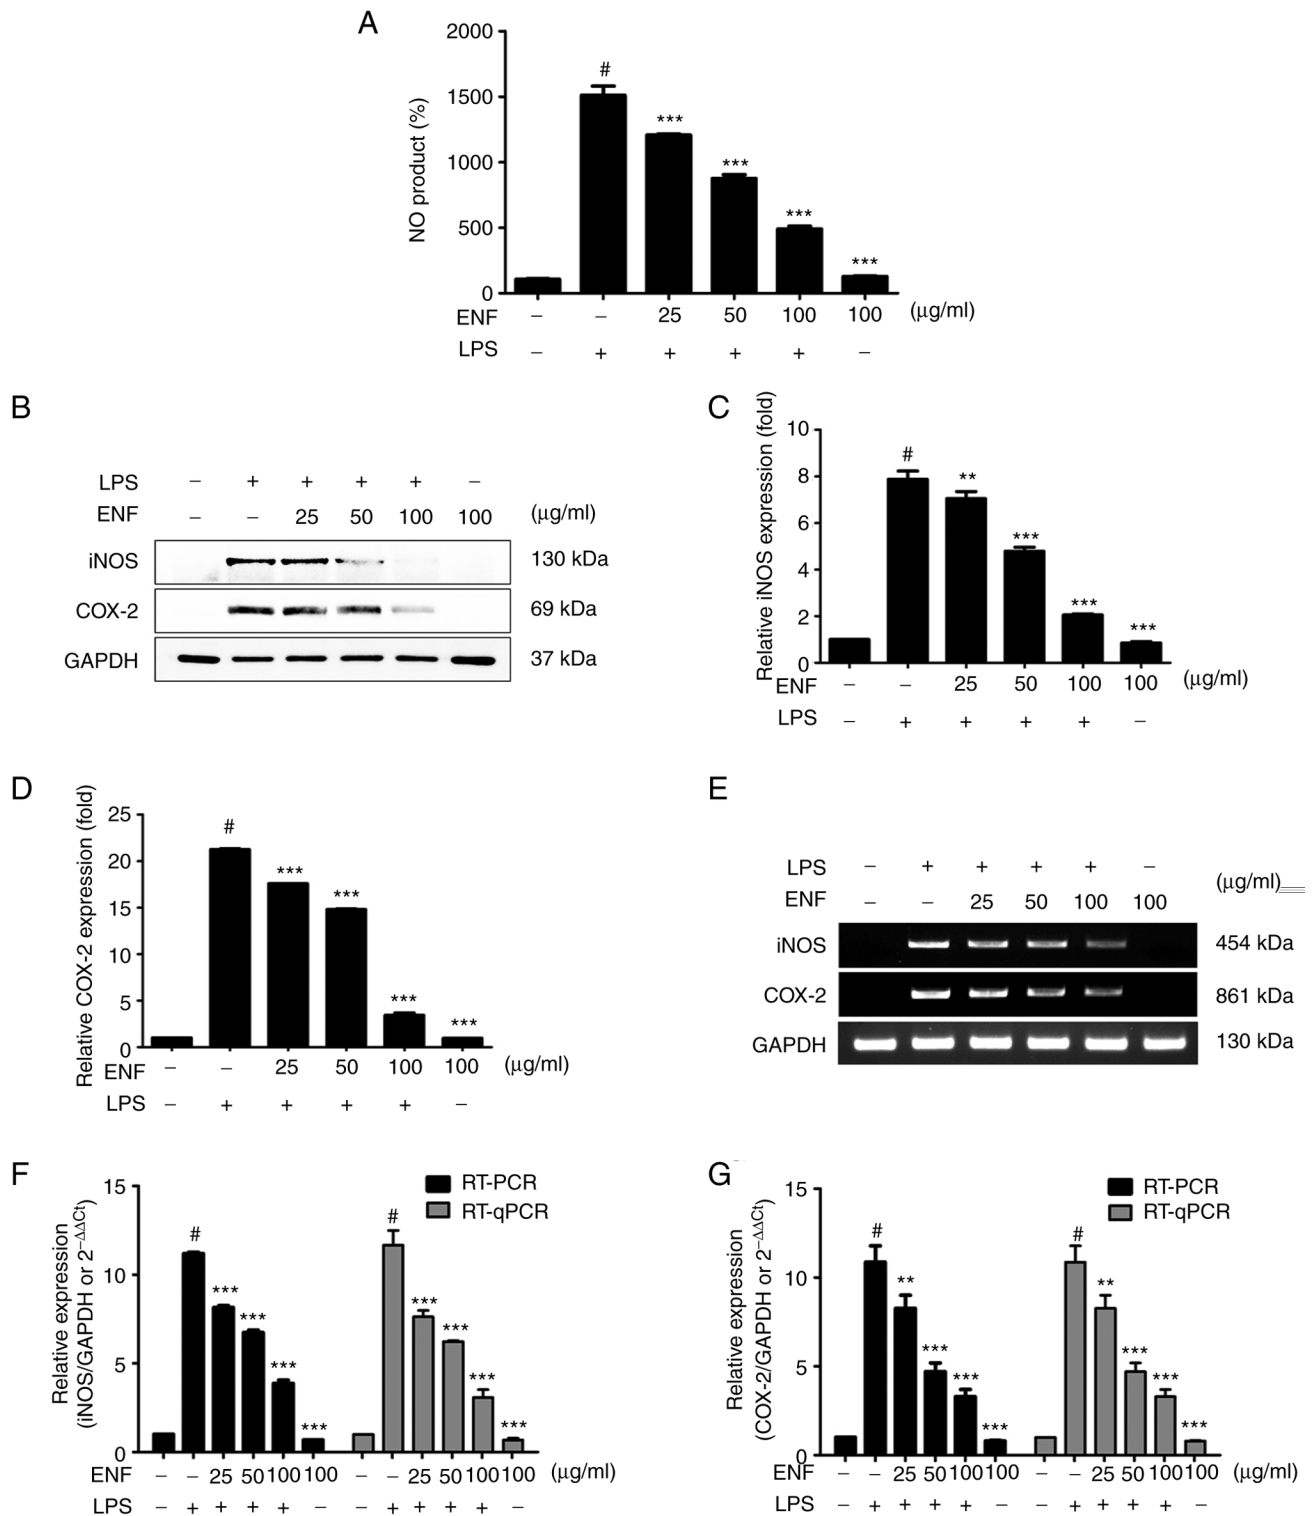 A
NO product (%)
2000
1500
1000
500
0
#
***
***
***
***
ENF – – 25 50 100 100 (μg/ml)
LPS – + + + + –
B
LPS – + + + + –
ENF – – 25 50 100 100 (μg/ml)
iNOS 130 kDa
COX-2 69 kDa
GAPDH 37 kDa
C
Relative iNOS expression (fold)
10
8
6
4
2
0
#
**
***
***
***
ENF – – 25 50 100 100 (μg/ml)
LPS – + + + + –
D
Relative COX-2 expression (fold)
25
20
15
10
5
0
#
***
***
***
***
ENF – – 25 50 100 100 (μg/ml)
LPS – + + + + –
E
LPS – + + + + –
(μg/ml)
ENF – – 25 50 100 100
iNOS 454 kDa
COX-2 861 kDa
GAPDH 130 kDa
F
Relative expression
(iNOS/GAPDH or 2−ΔΔCt)
15
10
5
0
RT-PCR
RT-qPCR
#
***
***
***
***
#
***
***
***
***
ENF – – 25 50 100 100 – – 25 50 100 100 (μg/ml)
LPS – + + + + – – + + + + –
G
Relative expression
(COX-2/GAPDH or 2−ΔΔCt)
15
10
5
0
RT-PCR
RT-qPCR
#
**
***
***
***
#
**
***
***
***
ENF – – 25 50 100 100 – – 25 50 100 100 (μg/ml)
LPS – + + + + – – + + + + –